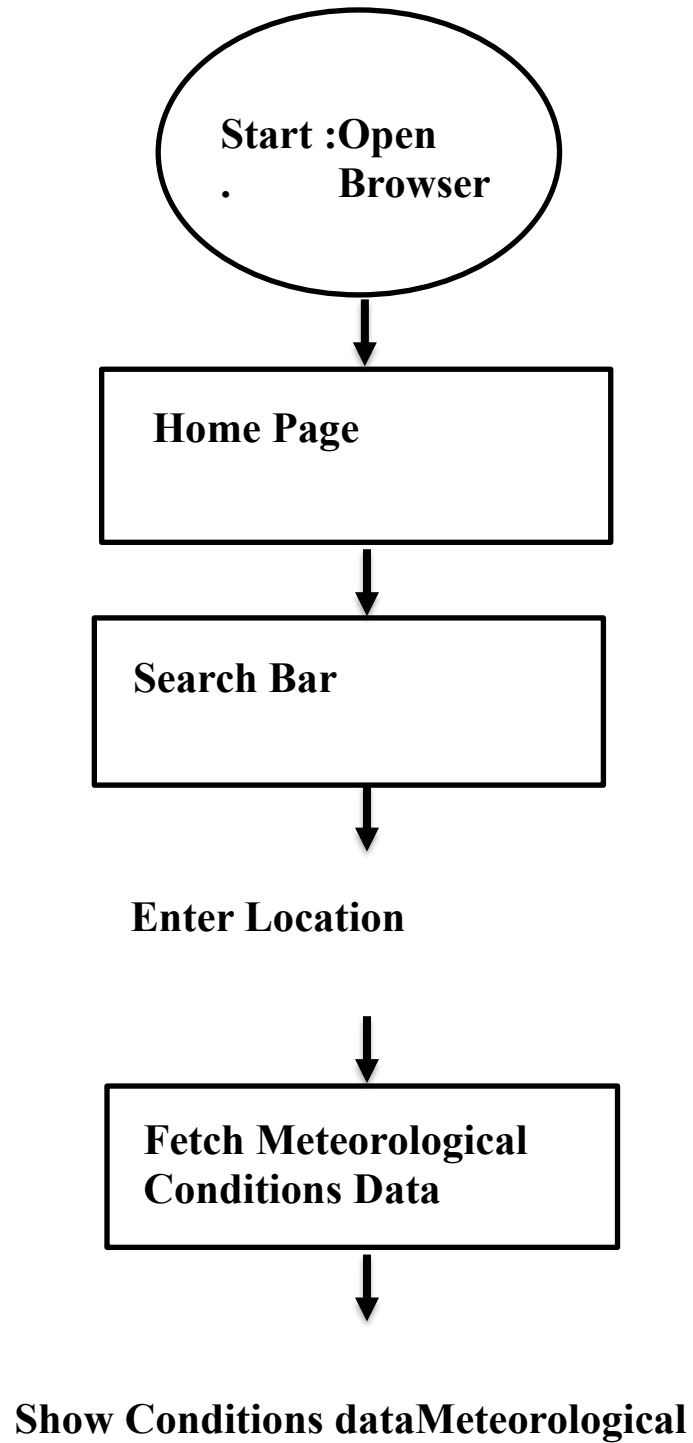 Start :Open
. Browser
Home Page
Search Bar
Enter Location
Fetch Meteorological
Conditions Data
Show Conditions dataMeteorological